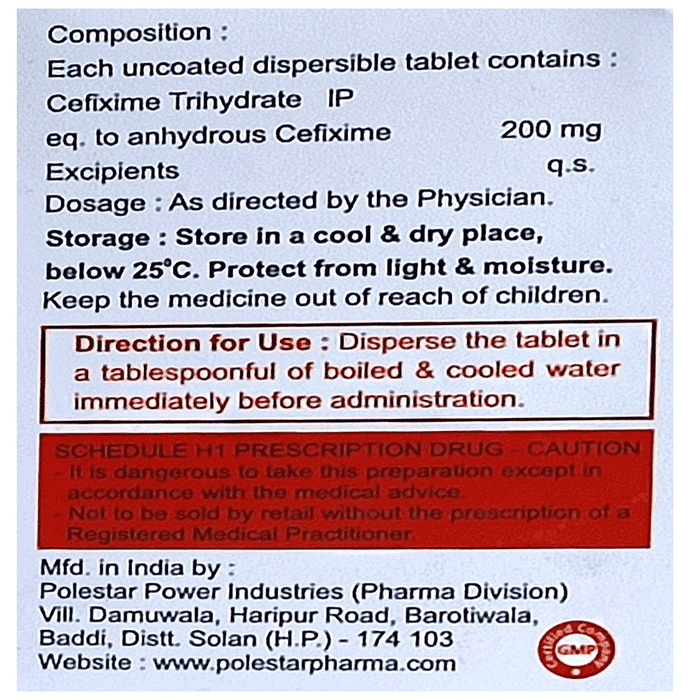 Composition :
Each uncoated dispersible tablet contains :
Cefixime Trihydrate IP
eq. to anhydrous Cefixime 200 mg
Excipients q.s.
Dosage : As directed by the Physician.
Storage : Store in a cool & dry place,
below 25°C. Protect from light & moisture.
Keep the medicine out of reach of children.
Direction for Use : Disperse the tablet in
a tablespoonful of boiled & cooled water
immediately before administration.
SCHEDULE H1 PRESCRIPTION DRUG - CAUTION
- It is dangerous to take this preparation except in
accordance with the medical advice.
- Not to be sold by retail without the prescription of a
Registered Medical Practitioner.
Mfd. in India by :
Polestar Power Industries (Pharma Division)
Vill. Damuwala, Haripur Road, Barotiwala,
Baddi, Distt. Solan (H.P.) - 174 103
Website : www.polestarpharma.com
Certified Company
GMP